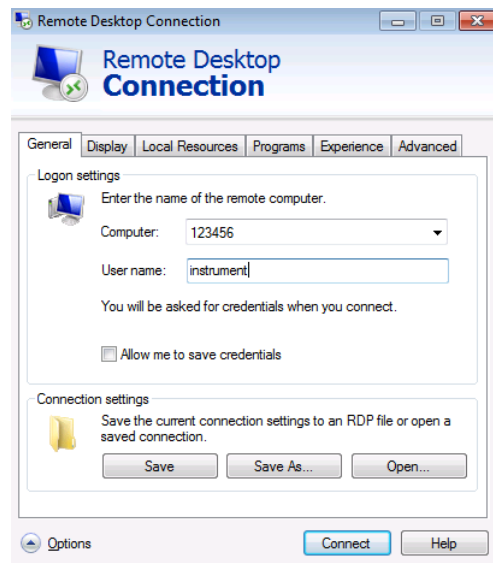 Remote Desktop Connection
Remote Desktop
Connection
General Display Local Resources Programs Experience Advanced
Logon settings
Enter the name of the remote computer.
Computer: 123456
User name: instrument
You will be asked for credentials when you connect.
Allow me to save credentials
Connection settings
Save the current connection settings to an RDP file or open a
saved connection.
Save Save As... Open...
Options Connect Help